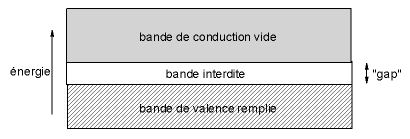 bande de conduction vide
énergie
bande interdite
"gap"
bande de valence remplie